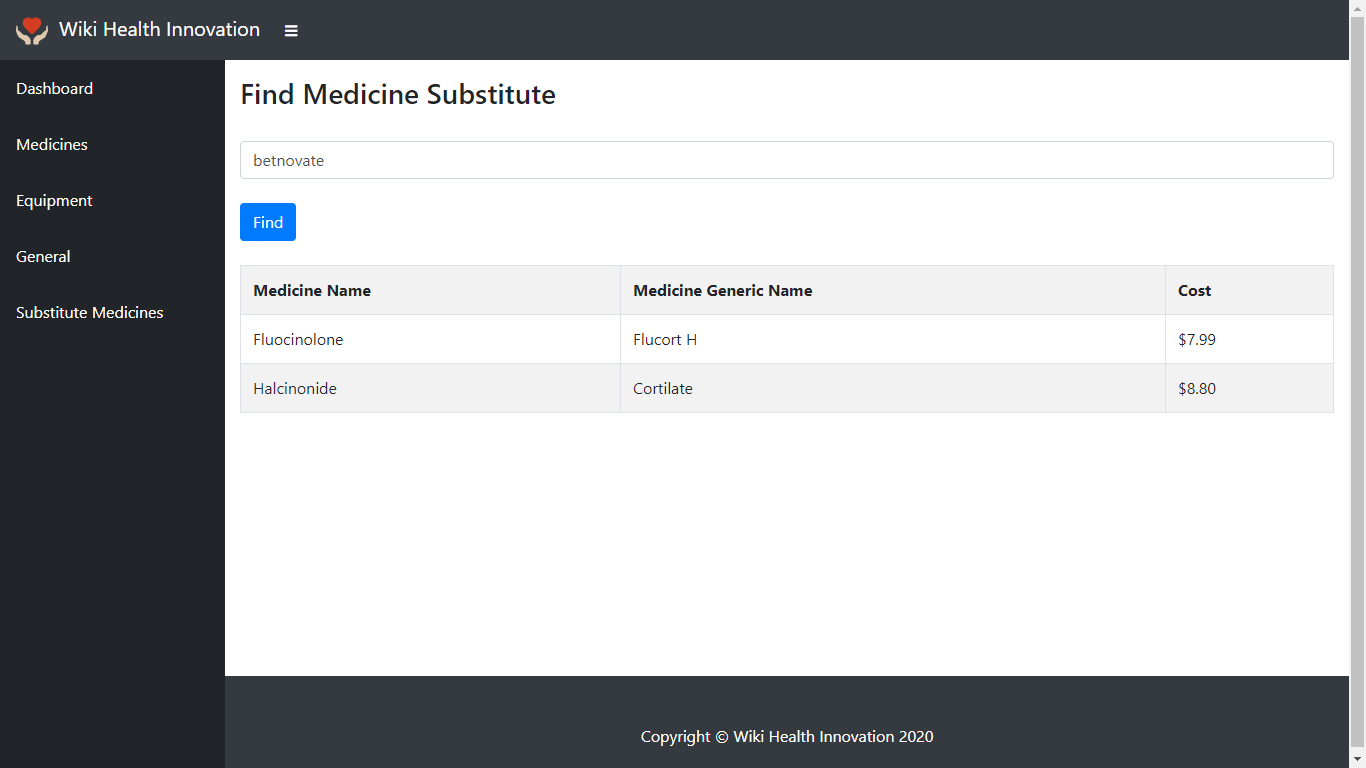 Wiki Health Innovation
Dashboard
Medicines
Equipment
General
Substitute Medicines
Find Medicine Substitute
betnovate
Find
Medicine Name Medicine Generic Name Cost
Fluocinolone Flucort H $7.99
Halcinonide Cortilate $8.80
Copyright © Wiki Health Innovation 2020